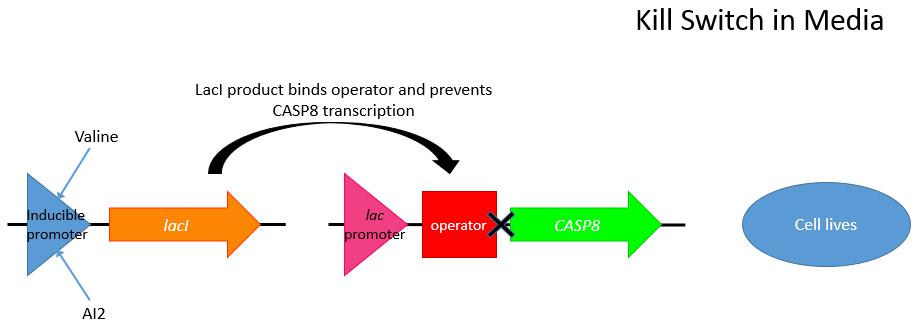 Kill Switch in Media
LacI product binds operator and prevents
CASP8 transcription
Valine
Inducible
promoter
lacI
lac
promoter
operator
CASP8
Cell lives
AI2